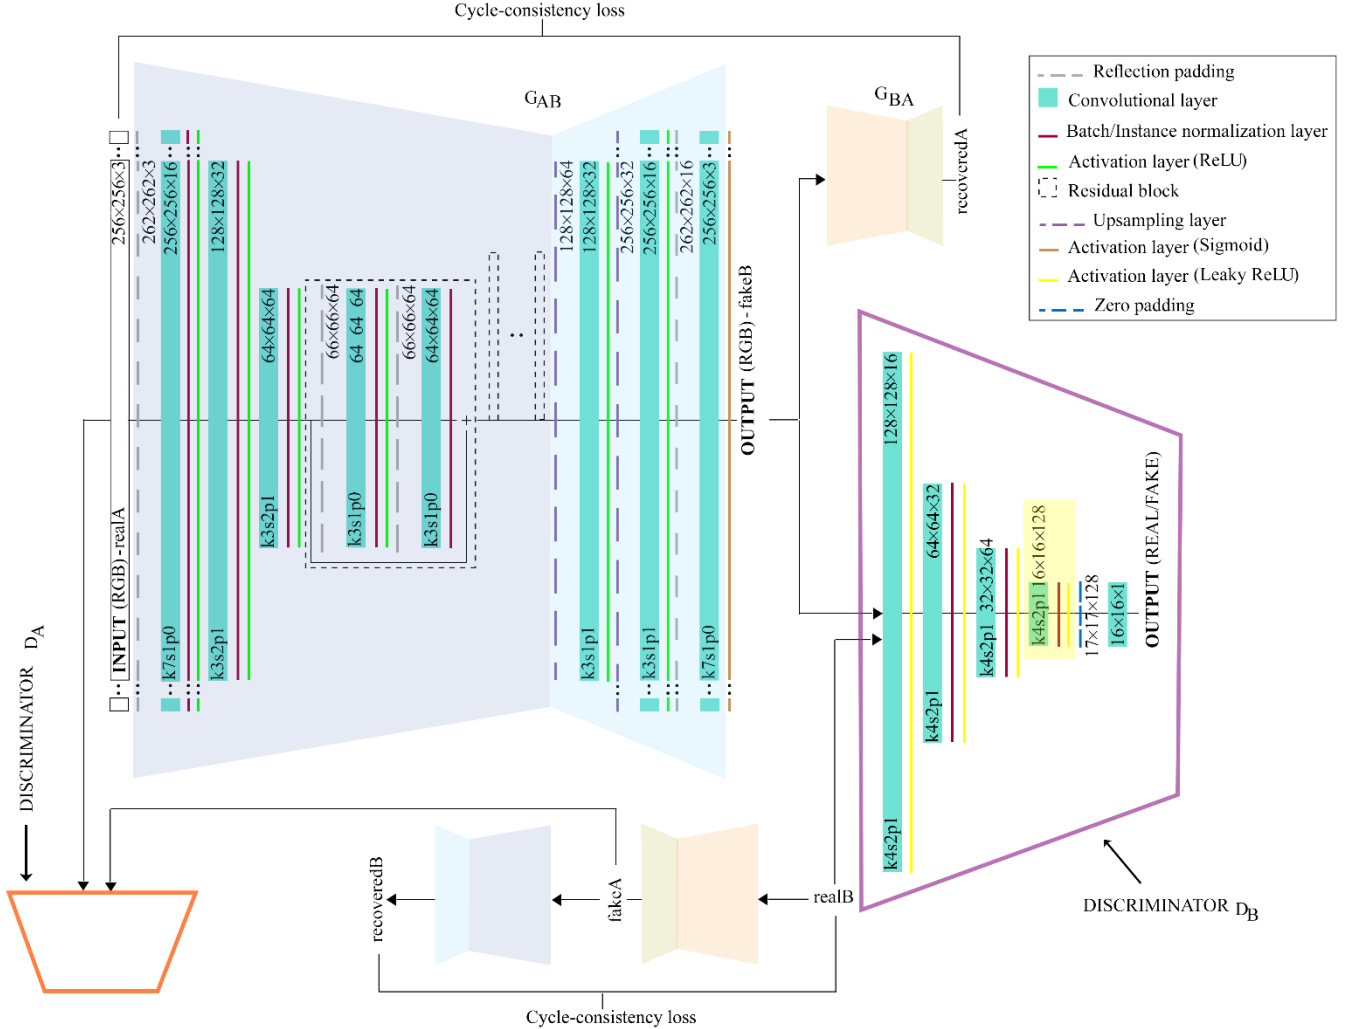 Cycle-consistency loss
G_AB
G_BA
Reflection padding
Convolutional layer
Batch/Instance normalization layer
Activation layer (ReLU)
Residual block
Upsampling layer
Activation layer (Sigmoid)
Activation layer (Leaky ReLU)
Zero padding
256×256×3
INPUT (RGB)-realA
262×262×3
256×256×16
k7s1p0
128×128×32
k3s2p1
64×64×64
k3s2p1
66×66×64
64 64 64
k3s1p0
66×66×64
64×64×64
k3s1p0
+
128×128×64
128×128×32
k3s1p1
256×256×32
256×256×16
k3s1p1
262×262×16
256×256×3
k7s1p0
OUTPUT (RGB)-fakeB
recoveredA
128×128×16
k4s2p1
64×64×32
k4s2p1
32×32×64
k4s2p1
16×16×128
k4s2p1
17×17×128
16×16×1
OUTPUT (REAL/FAKE)
DISCRIMINATOR D_B
DISCRIMINATOR D_A
recoveredB
fakeA
realB
Cycle-consistency loss